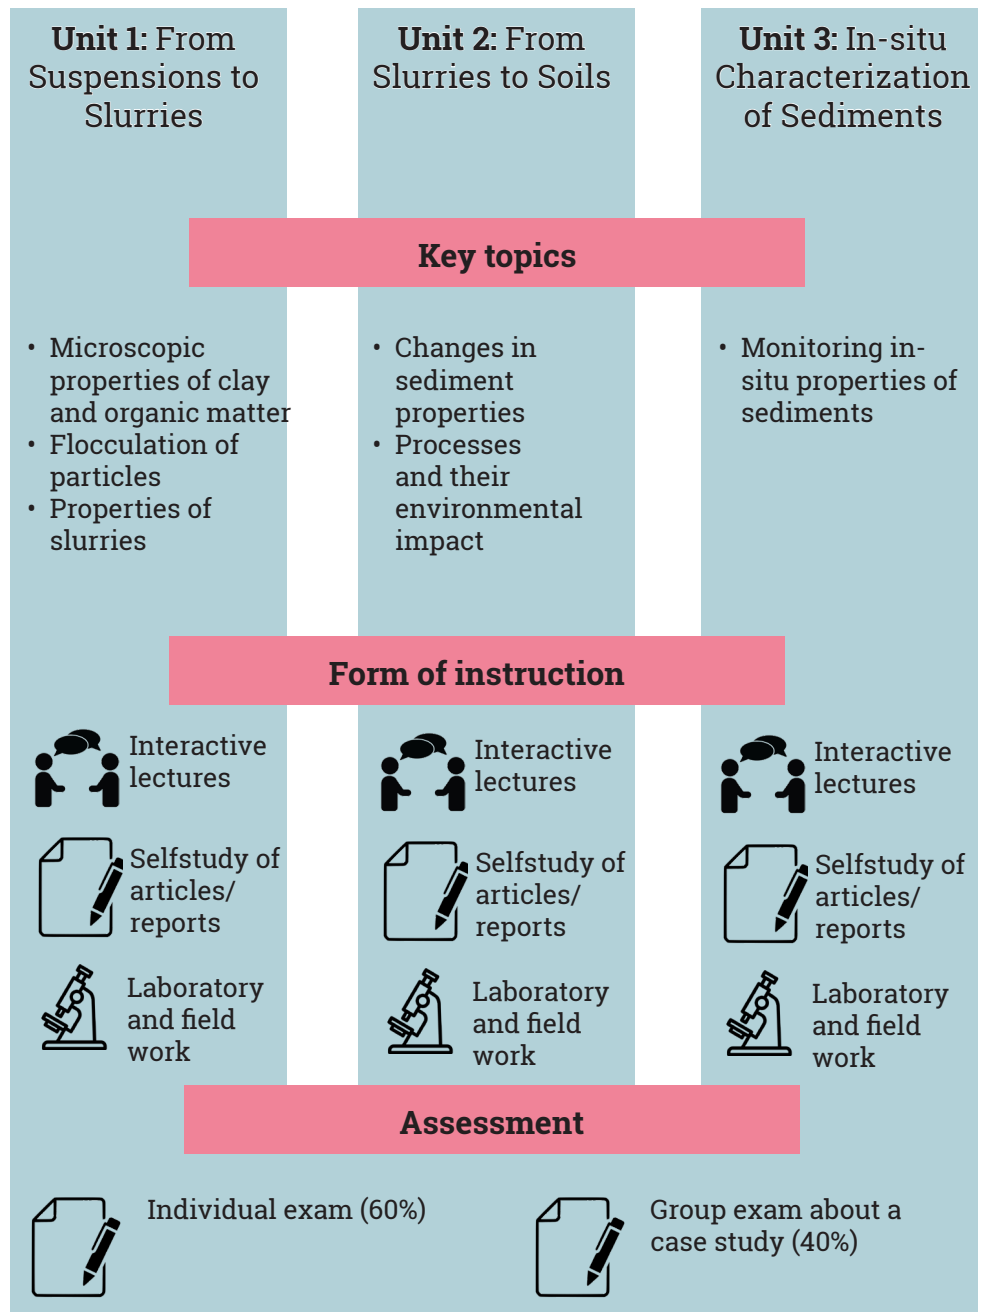 Unit 1: From
Suspensions to
Slurries
Unit 2: From
Slurries to Soils
Unit 3: In-situ
Characterization
of Sediments
Key topics
• Microscopic
properties of clay
and organic matter
• Flocculation of
particles
• Properties of
slurries
• Changes in
sediment
properties
• Processes
and their
environmental
impact
• Monitoring in-
situ properties of
sediments
Form of instruction
Interactive
lectures
Selfstudy of
articles/
reports
Laboratory
and field
work
Interactive
lectures
Selfstudy of
articles/
reports
Laboratory
and field
work
Interactive
lectures
Selfstudy of
articles/
reports
Laboratory
and field
work
Assessment
Individual exam (60%)
Group exam about a
case study (40%)